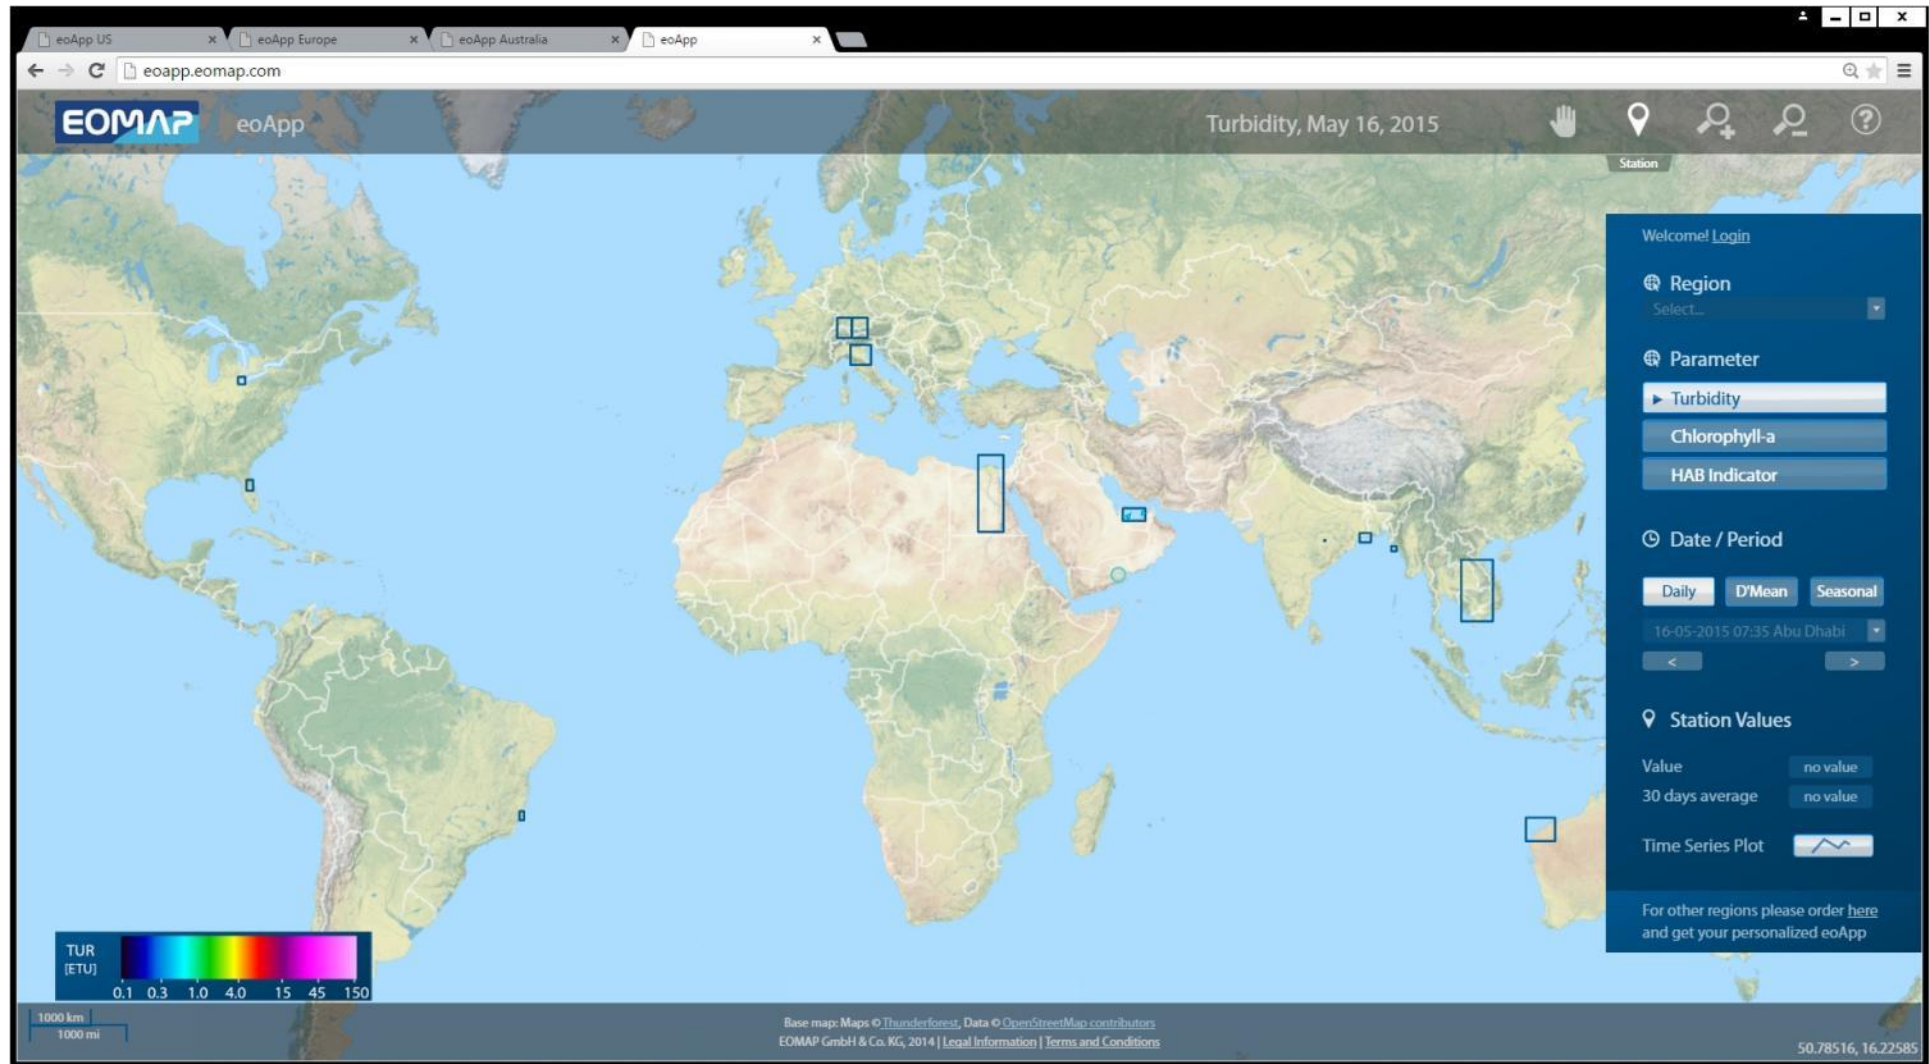 eoApp US
eoApp Europe
eoApp Australia
eoApp
eoapp.eomap.com
EOMAP
eoApp
Turbidity, May 16, 2015
Station
Welcome! Login
Region
Select...
Parameter
Turbidity
Chlorophyll-a
HAB Indicator
Date / Period
Daily
D'Mean
Seasonal
16-05-2015 07:35 Abu Dhabi
<
>
Station Values
Value
no value
30 days average
no value
Time Series Plot
For other regions please order here
and get your personalized eoApp
TUR
[ETU]
0.1 0.3 1.0 4.0 15 45 150
1000 km
1000 mi
Base map: Maps © Thunderforest, Data © OpenStreetMap contributors
EOMAP GmbH & Co. KG, 2014 | Legal Information | Terms and Conditions
50.78516, 16.22585